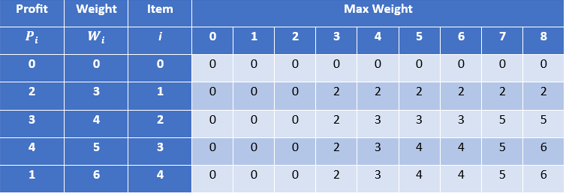 Profit Weight Item Max Weight
P_i W_i i 0 1 2 3 4 5 6 7 8
0 0 0 0 0 0 0 0 0 0 0 0
2 3 1 0 0 0 2 2 2 2 2 2
3 4 2 0 0 0 2 3 3 3 5 5
4 5 3 0 0 0 2 3 4 4 5 6
1 6 4 0 0 0 2 3 4 4 5 6